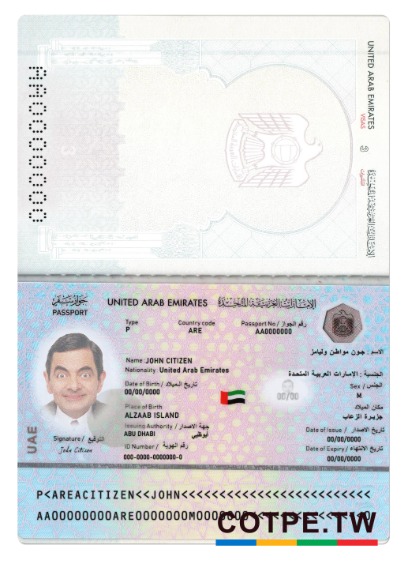 AA0000000
UNITED ARAB EMIRATES
VISAS
3
جواز سفر
PASSPORT
UNITED ARAB EMIRATES الإمارات العربية المتحدة
Type
P
Country code
ARE
Passport No / رقم الجواز
AA0000000
Name: JOHN CITIZEN
الاسم: جون مواطن وليامز
Nationality: United Arab Emirates
الجنسية: الامارات العربية المتحدة
Date of Birth / تاريخ الميلاد
00/00/0000
00/00
Sex / الجنس
M
Place of Birth
ALZAAB ISLAND
مكان الميلاد
جزيرة الزعاب
Issuing Authority / جهة الاصدار
ABU DHABI أبوظبي
Date of Issue / تاريخ الاصدار
00/00/0000
ID Number / رقم الهوية
000-0000-0000000-0
Date of Expiry / تاريخ الانتهاء
00/00/0000
UAE
Signature / التوقيع
John Citizen
P<AREACITIZEN<<JOHN<<<<<<<<<<<<<<<<<<<<<<<<<
AA00000000ARE0000000M0000000
COTPE.TW